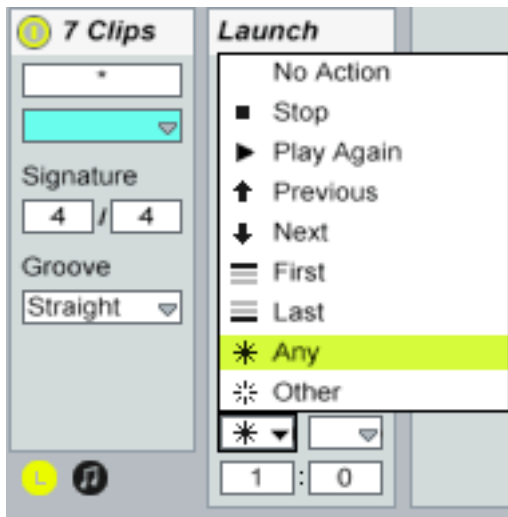 7 Clips
*
Signature
4 / 4
Groove
Straight
L
Launch
No Action
Stop
Play Again
Previous
Next
First
Last
Any
Other
1 : 0